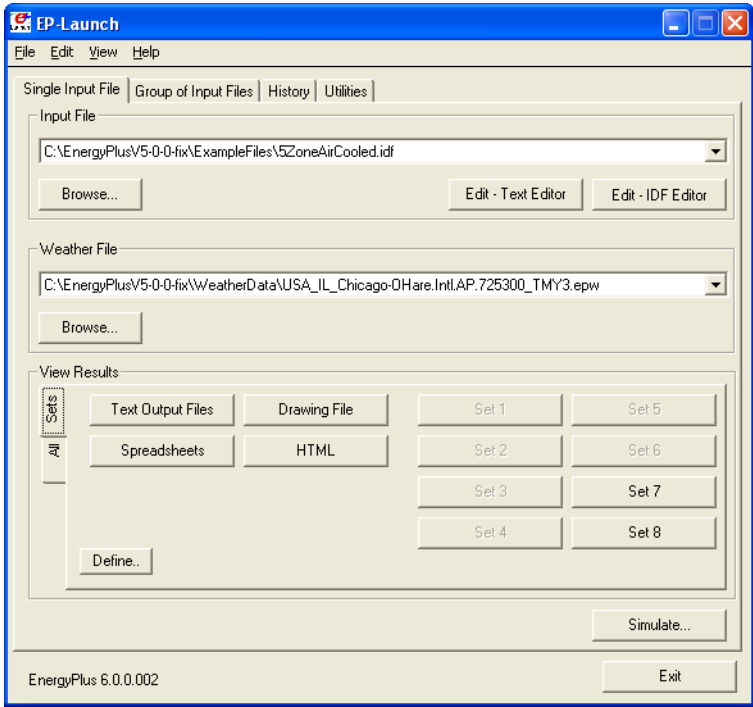 EP-Launch
File Edit View Help
Single Input File Group of Input Files History Utilities
Input File
C:\EnergyPlusV5-0-0-fix\ExampleFiles\5ZoneAirCooled.idf
Browse... Edit - Text Editor Edit - IDF Editor
Weather File
C:\EnergyPlusV5-0-0-fix\WeatherData\USA_IL_Chicago-OHare.Intl.AP.725300_TMY3.epw
Browse...
View Results
Sets
All
Text Output Files Drawing File Set 1 Set 5
Spreadsheets HTML Set 2 Set 6
Set 3 Set 7
Set 4 Set 8
Define..
Simulate...
EnergyPlus 6.0.0.002 Exit